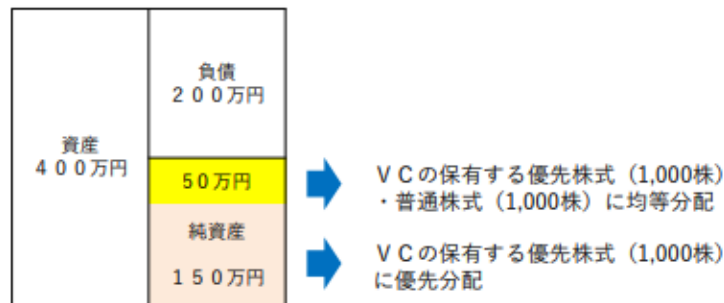 資産
４００万円
負債
２００万円
50万円
純資産
１５０万円
ＶＣの保有する優先株式（1,000株）
・普通株式（1,000株）に均等分配
ＶＣの保有する優先株式（1,000株）
に優先分配